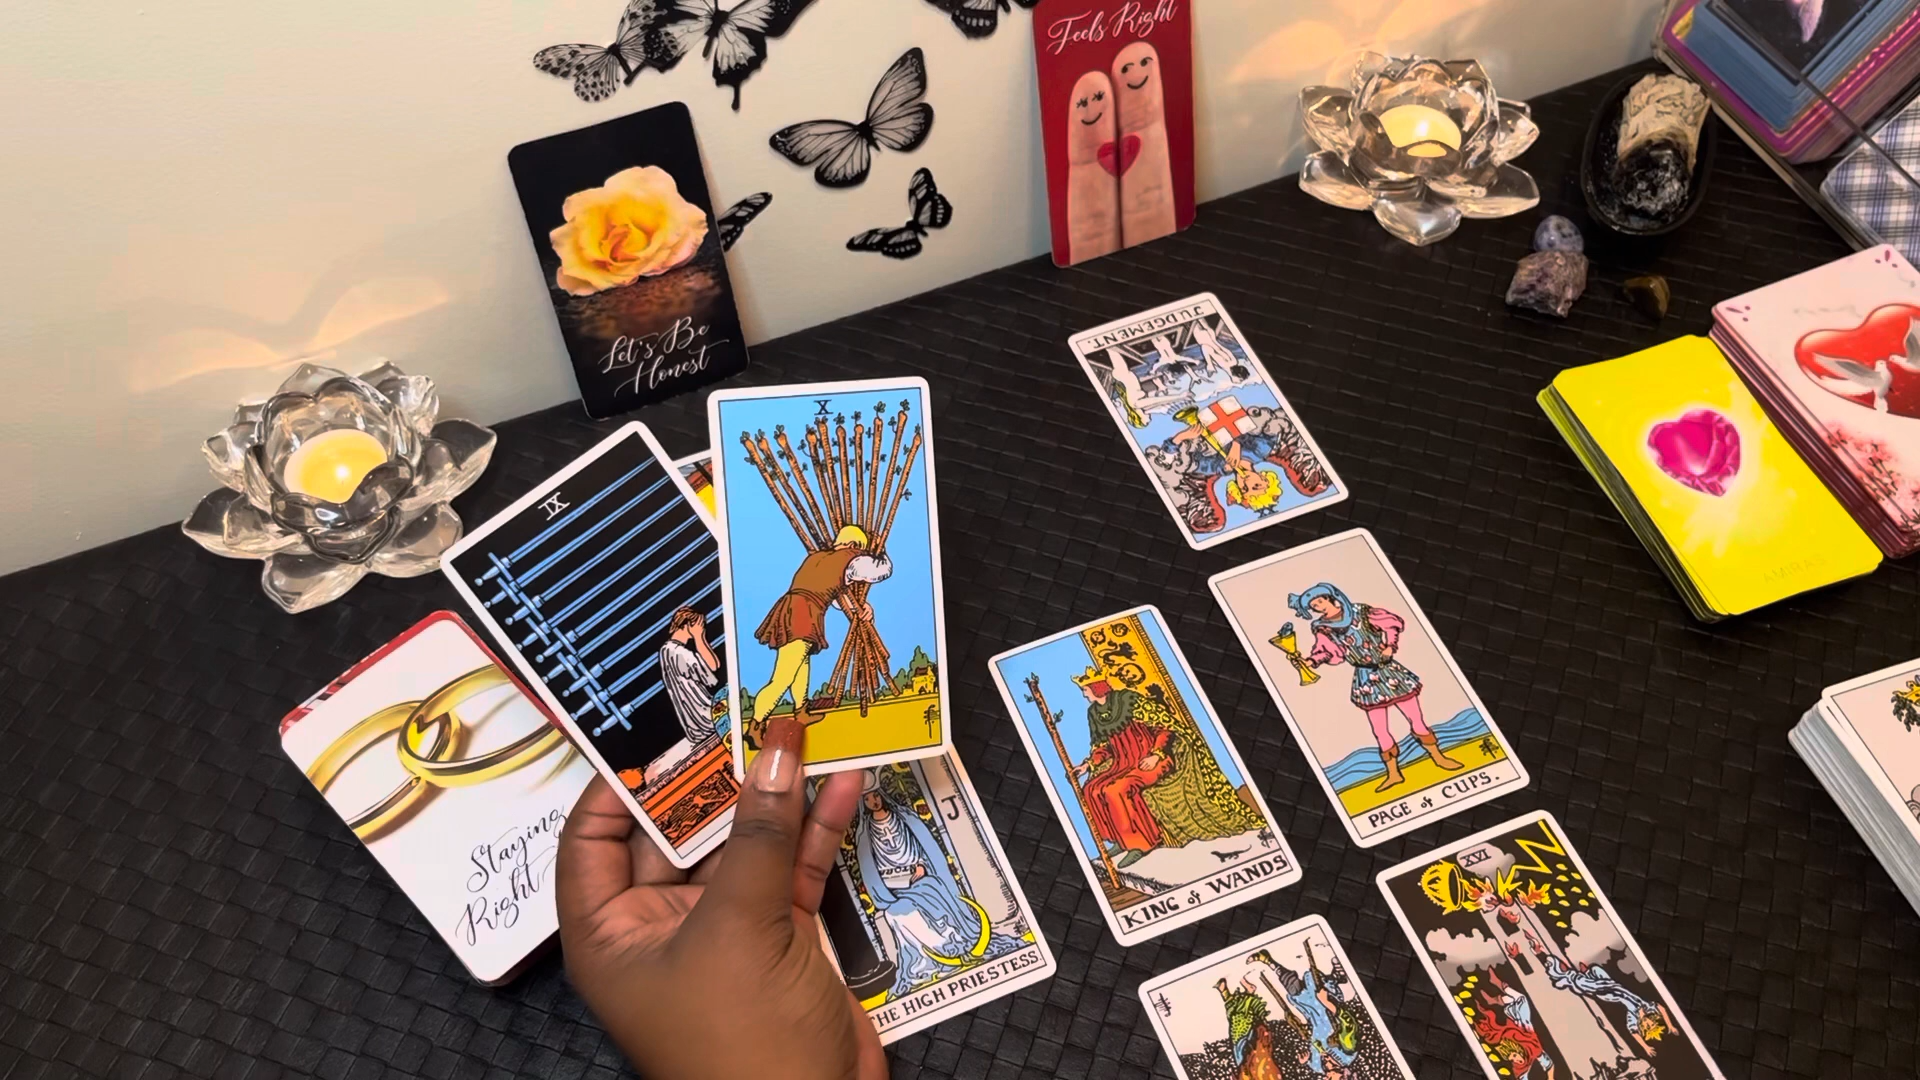 Feels Right
Let's Be
Honest
JUDGEMENT.
X
IX
PAGE of CUPS.
KING of WANDS
XVI
Staying
Right
J
TORA
THE HIGH PRIESTESS